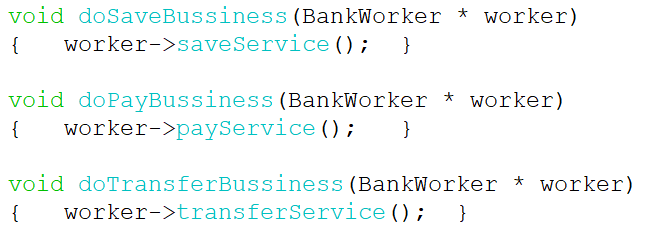 void doSaveBussiness(BankWorker * worker)
{   worker->saveService();  }
void doPayBussiness(BankWorker * worker)
{   worker->payService();   }
void doTransferBussiness(BankWorker * worker)
{   worker->transferService();  }